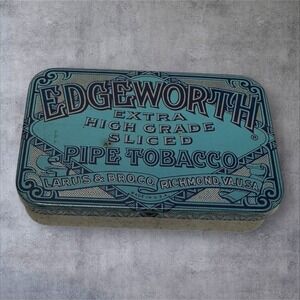 EDGEWORTH
EXTRA
HIGH GRADE
SLICED
PIPE TOBACCO
LARUS & BRO.CO. RICHMOND, VA. U.S.A.